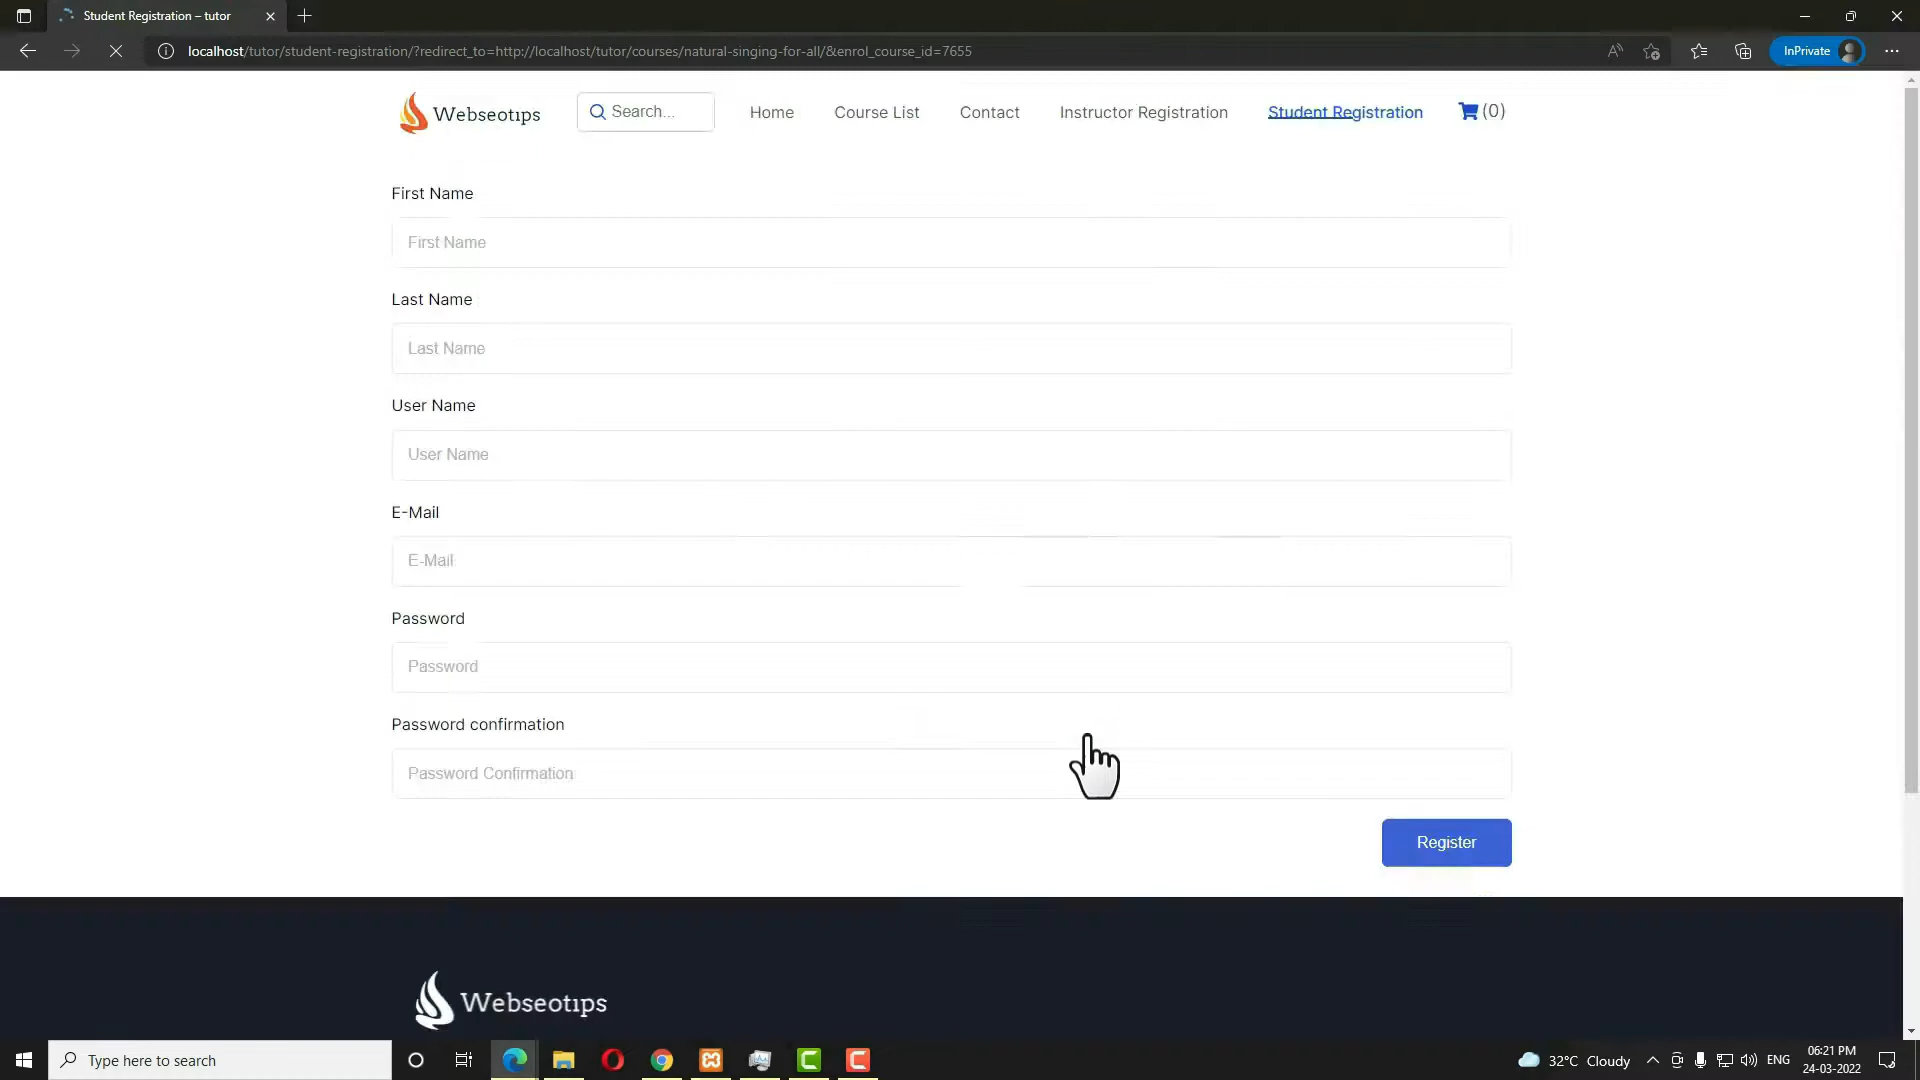 Student Registration – tutor
localhost/tutor/student-registration/?redirect_to=http://localhost/tutor/courses/natural-singing-for-all/&enrol_course_id=7655
InPrivate
Webseotips
Search...
Home
Course List
Contact
Instructor Registration
Student Registration
(0)
First Name
First Name
Last Name
Last Name
User Name
User Name
E-Mail
E-Mail
Password
Password
Password confirmation
Password Confirmation
Register
Webseotips
Type here to search
32°C Cloudy
ENG
06:21 PM
24-03-2022